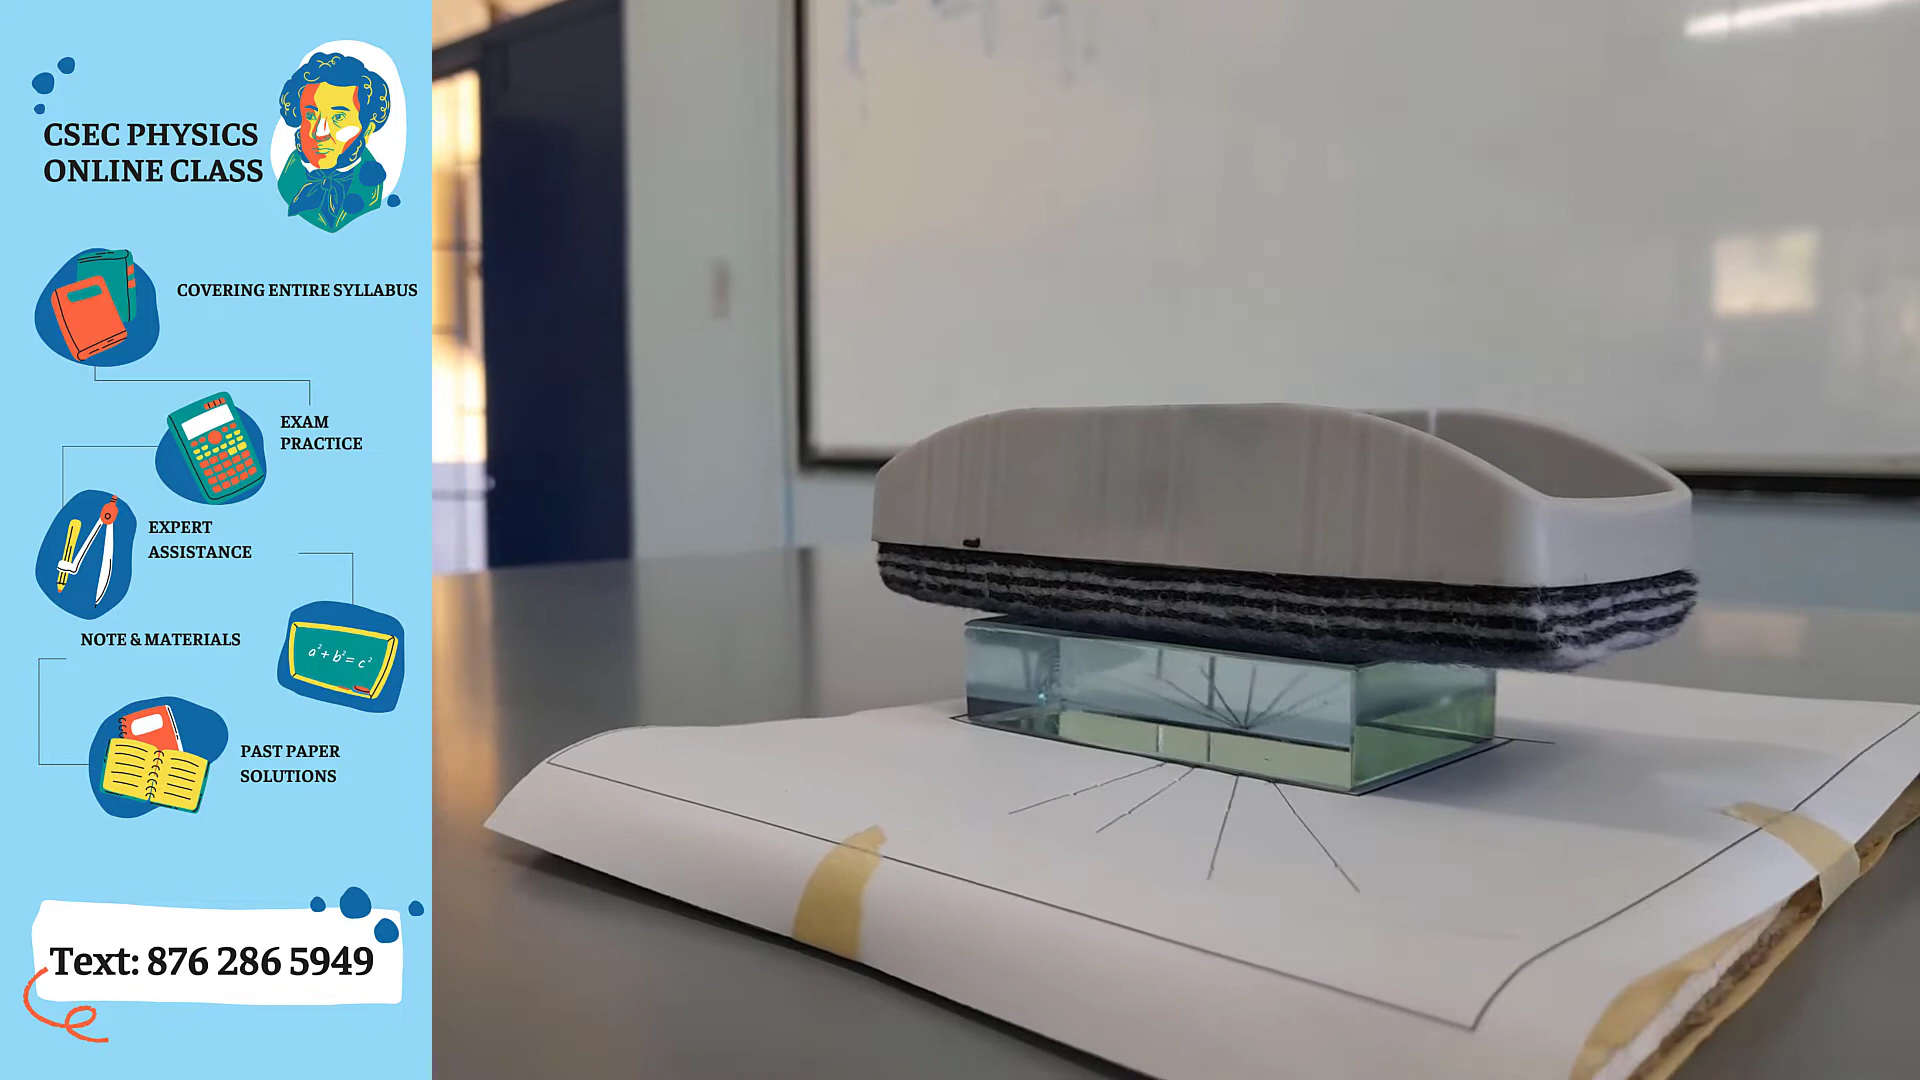 CSEC PHYSICS
ONLINE CLASS
COVERING ENTIRE SYLLABUS
EXAM
PRACTICE
EXPERT
ASSISTANCE
NOTE & MATERIALS
a²+b²=c²
PAST PAPER
SOLUTIONS
Text: 876 286 5949